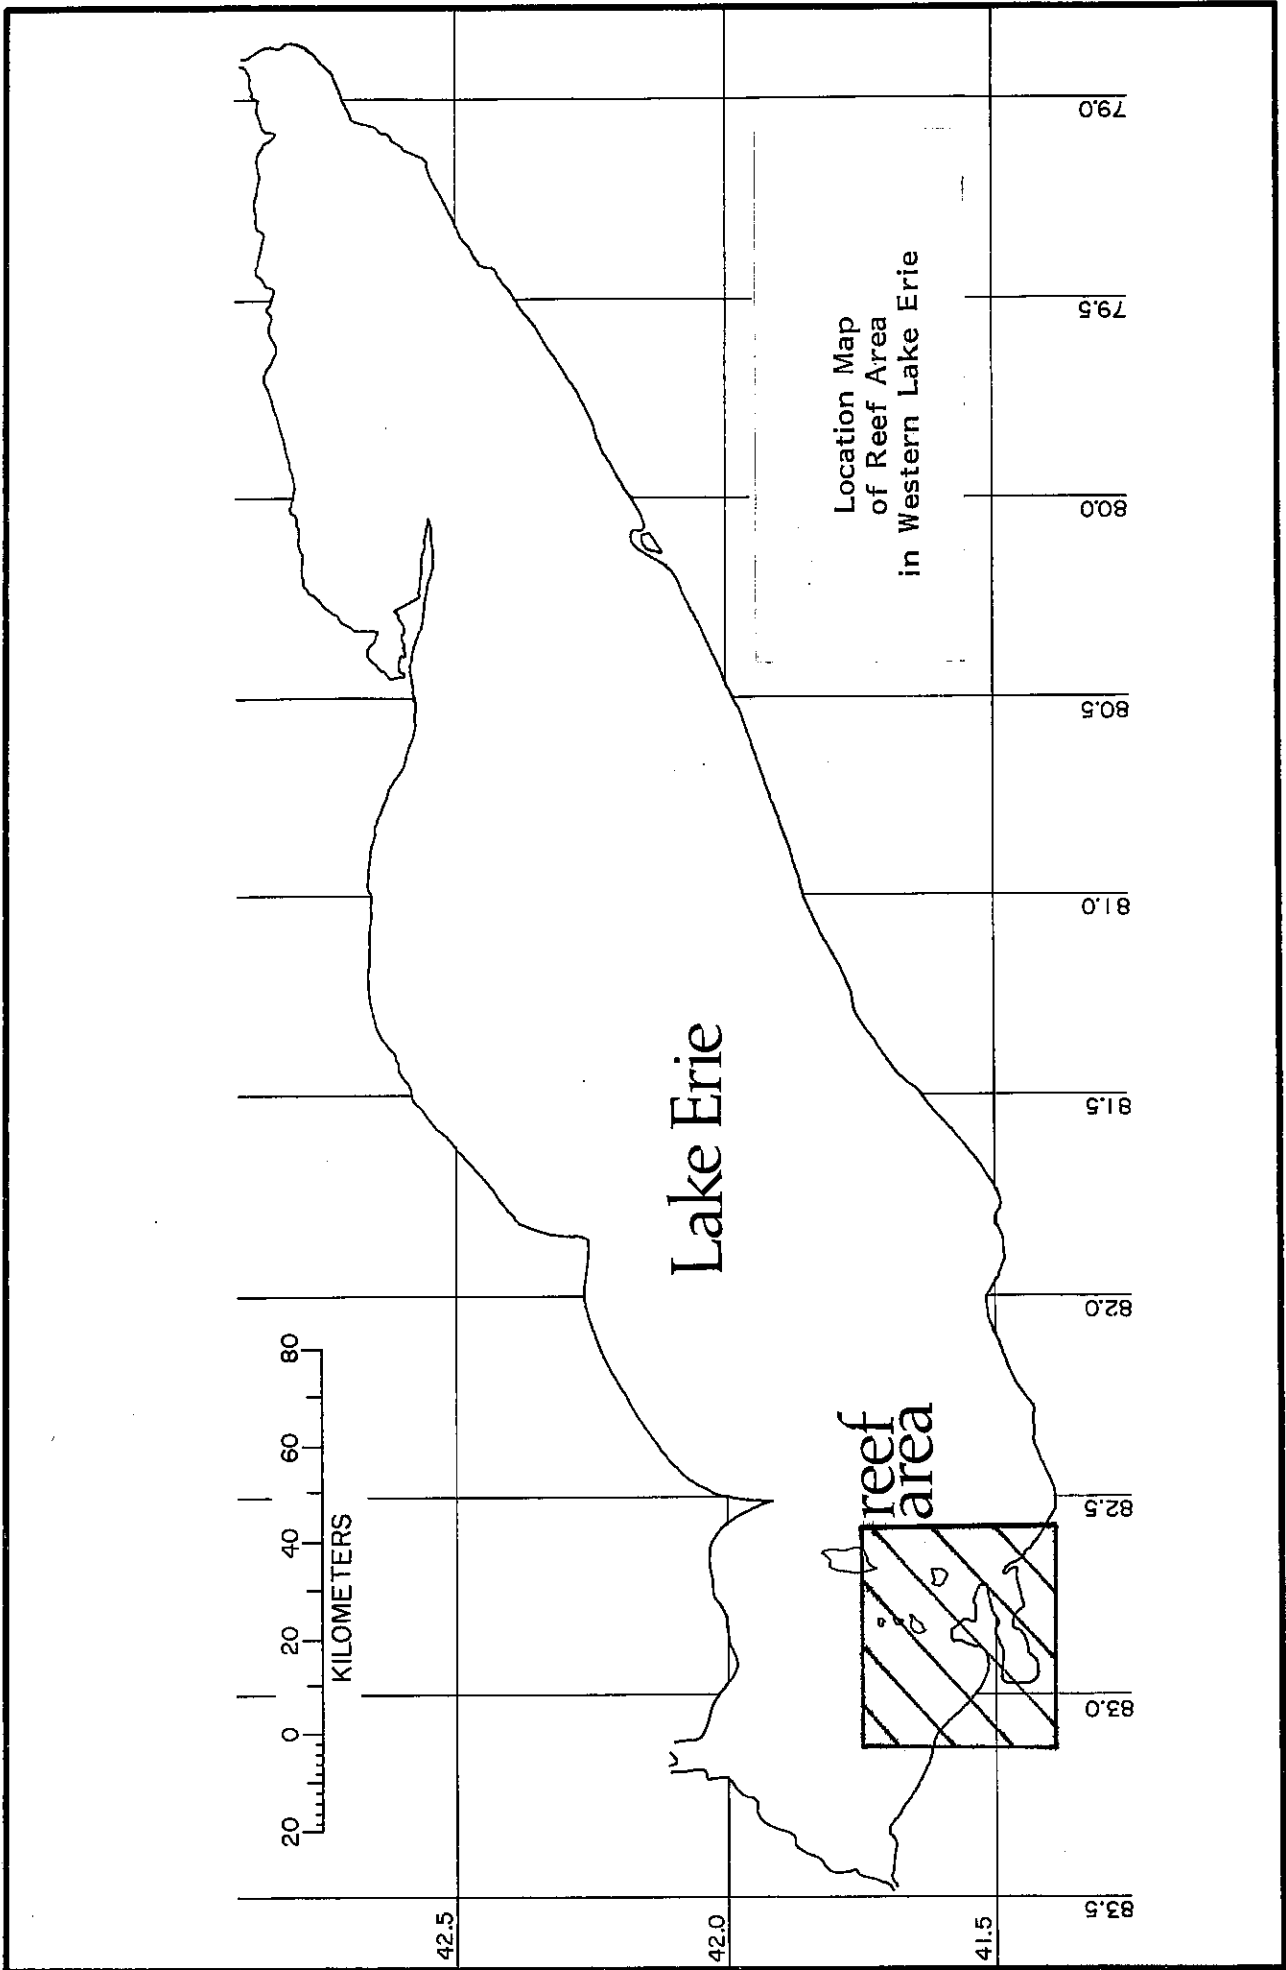 20 0 20 40 60 80
KILOMETERS
42.5
42.0
41.5
Lake Erie
reef
area
Location Map
of Reef Area
in Western Lake Erie
83.5 83.0 82.5 82.0 81.5 81.0 80.5 80.0 79.5 79.0